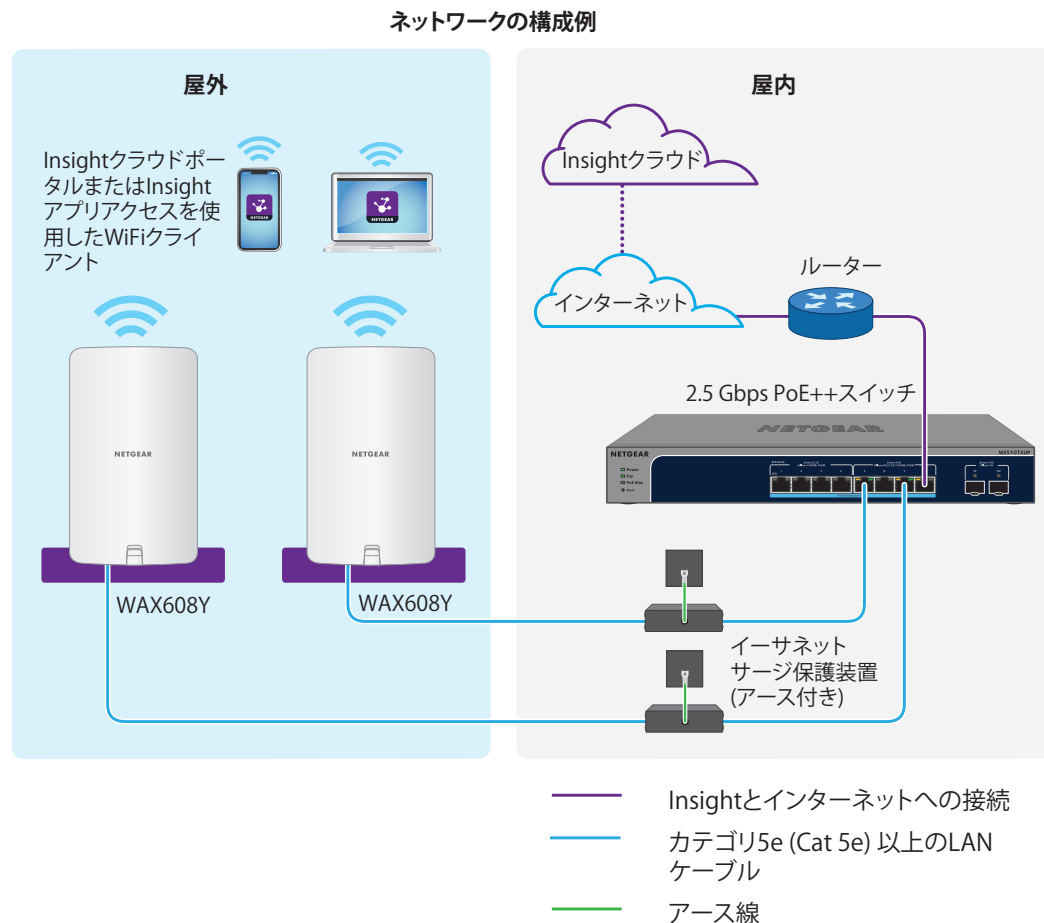 ネットワークの構成例
屋外
屋内
Insightクラウドポー
タルまたはInsight
アプリアクセスを使
用したWiFiクライ
アント
NETGEAR
NETGEAR
Insightクラウド
インターネット
ルーター
2.5 Gbps PoE++スイッチ
NETGEAR
NETGEAR
MS510TXUP
Power
Fan
PoE Max
NETGEAR
NETGEAR
WAX608Y
WAX608Y
イーサネット
サージ保護装置
(アース付き)
Insightとインターネットへの接続
カテゴリ5e (Cat 5e) 以上のLAN
ケーブル
アース線